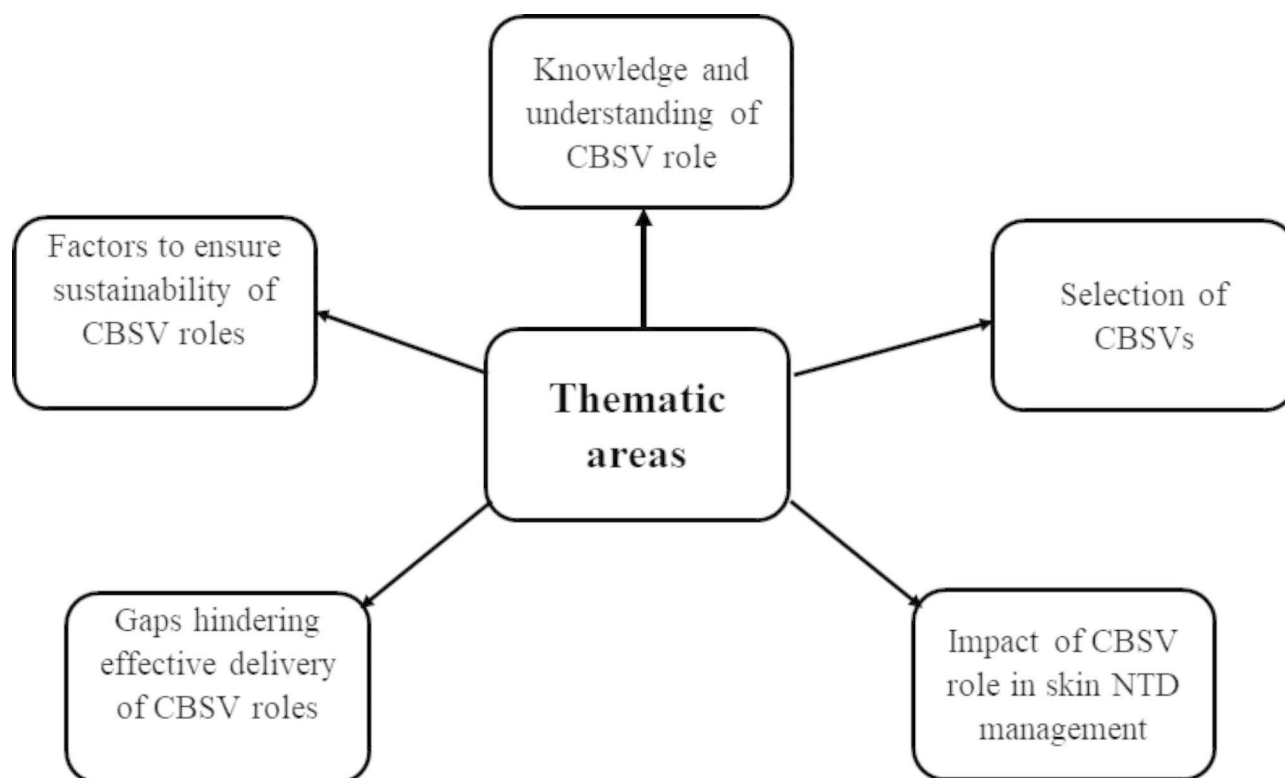 Knowledge and
understanding of
CBSV role
Factors to ensure
sustainability of
CBSV roles
Selection of
CBSVs
Thematic
areas
Gaps hindering
effective delivery
of CBSV roles
Impact of CBSV
role in skin NTD
management